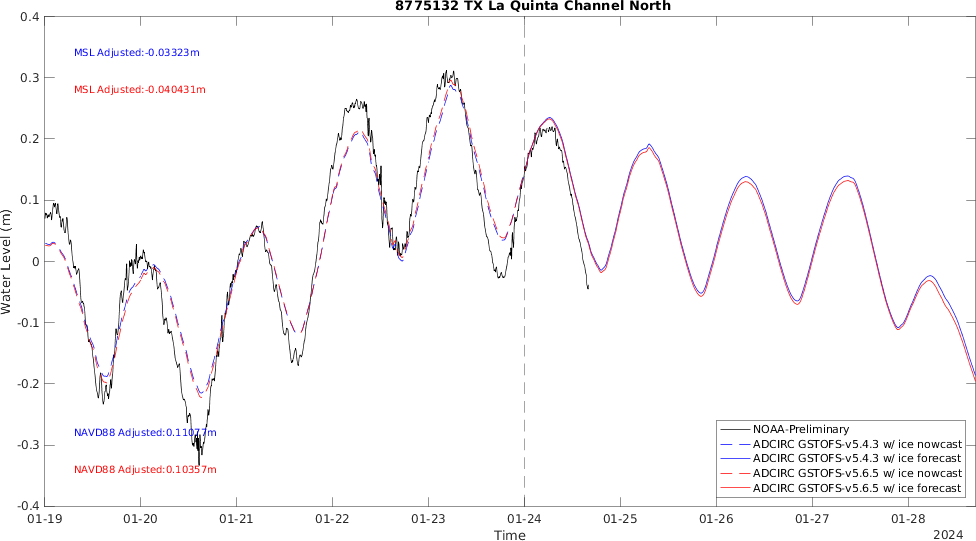 8775132 TX La Quinta Channel North
0.4
MSL Adjusted:-0.03323m
0.3
MSL Adjusted:-0.040431m
0.2
0.1
Water Level (m)
0
-0.1
-0.2
-0.3
NAVD88 Adjusted:0.11077m
NAVD88 Adjusted:0.10357m
-0.4
NOAA-Preliminary
ADCIRC GSTOFS-v5.4.3 w/ ice nowcast
ADCIRC GSTOFS-v5.4.3 w/ ice forecast
ADCIRC GSTOFS-v5.6.5 w/ ice nowcast
ADCIRC GSTOFS-v5.6.5 w/ ice forecast
01-19 01-20 01-21 01-22 01-23 01-24 01-25 01-26 01-27 01-28
Time
2024